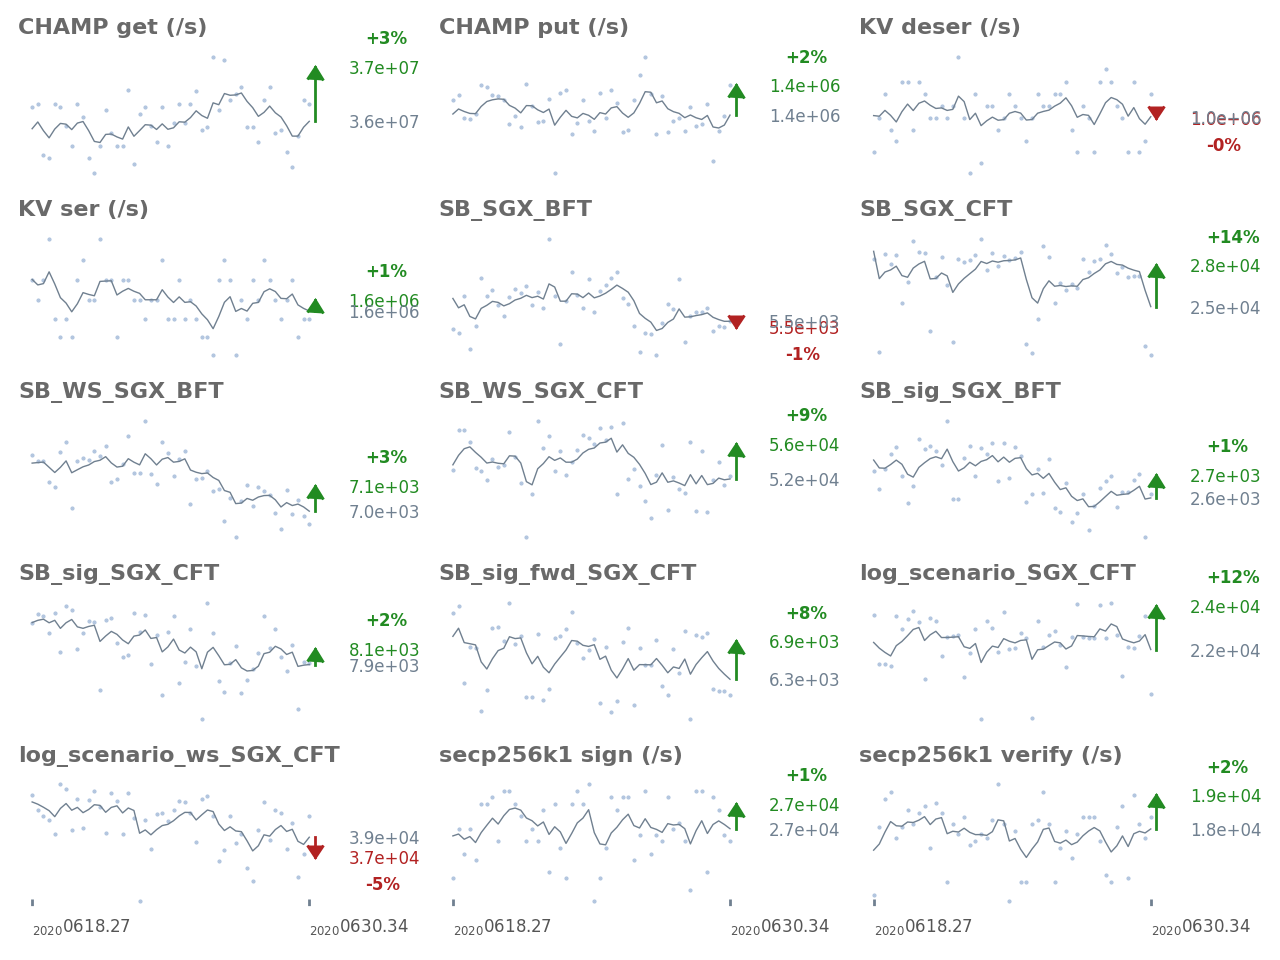 CHAMP get (/s)
+3%
3.7e+07
3.6e+07
CHAMP put (/s)
+2%
1.4e+06
1.4e+06
KV deser (/s)
1.0e+06
1.0e+06
-0%
KV ser (/s)
+1%
1.6e+06
1.6e+06
SB_SGX_BFT
5.5e+03
5.5e+03
-1%
SB_SGX_CFT
+14%
2.8e+04
2.5e+04
SB_WS_SGX_BFT
+3%
7.1e+03
7.0e+03
SB_WS_SGX_CFT
+9%
5.6e+04
5.2e+04
SB_sig_SGX_BFT
+1%
2.7e+03
2.6e+03
SB_sig_SGX_CFT
+2%
8.1e+03
7.9e+03
SB_sig_fwd_SGX_CFT
+8%
6.9e+03
6.3e+03
log_scenario_SGX_CFT
+12%
2.4e+04
2.2e+04
log_scenario_ws_SGX_CFT
3.9e+04
3.7e+04
-5%
20200618.27
20200630.34
secp256k1 sign (/s)
+1%
2.7e+04
2.7e+04
20200618.27
20200630.34
secp256k1 verify (/s)
+2%
1.9e+04
1.8e+04
20200618.27
20200630.34